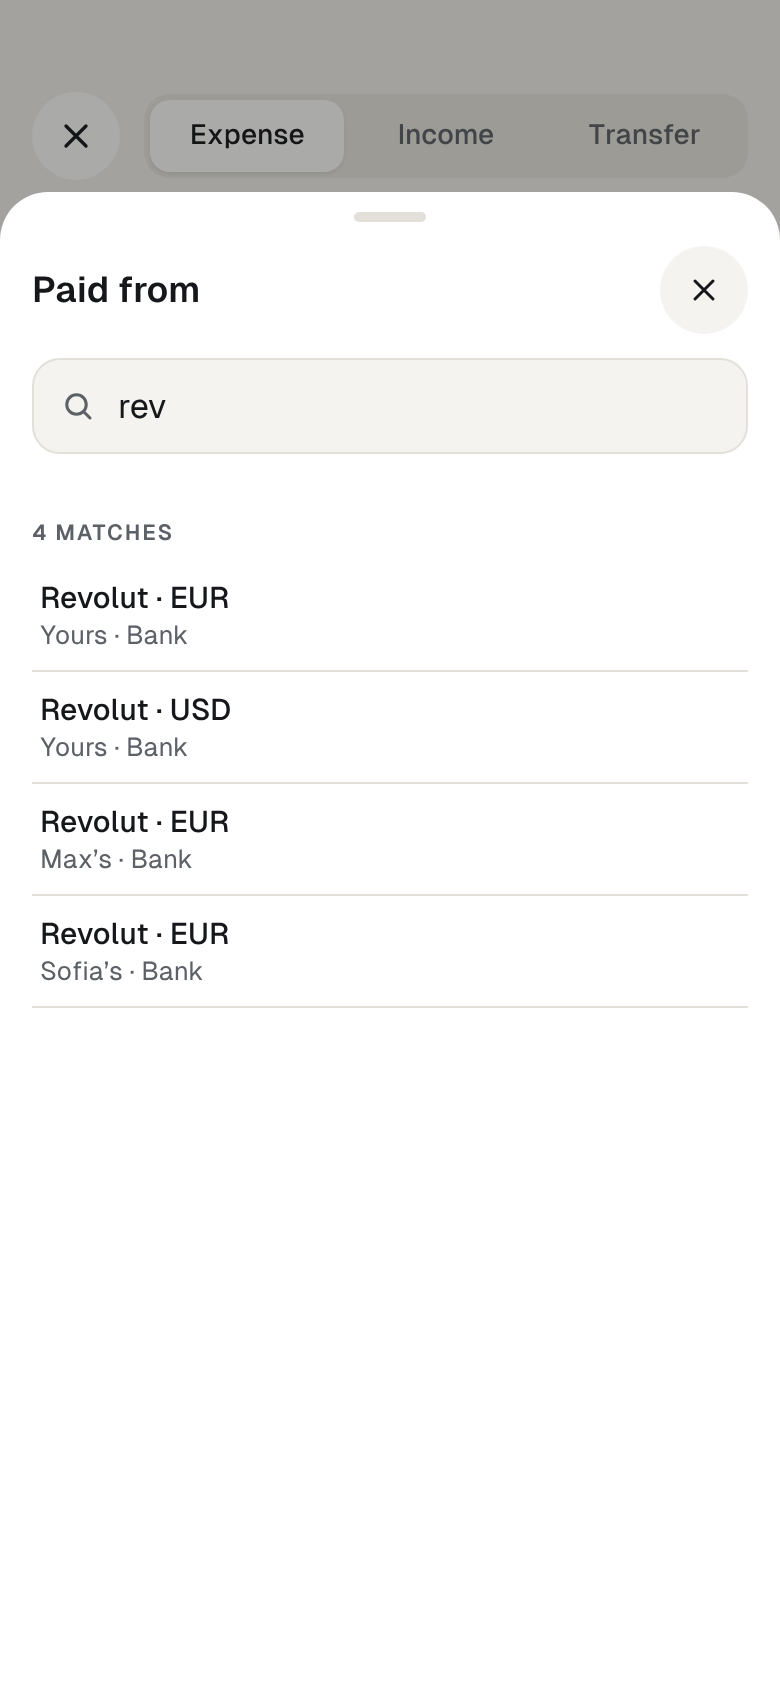 Expense Income Transfer
Paid from
rev
4 MATCHES
Revolut · EUR
Yours · Bank
Revolut · USD
Yours · Bank
Revolut · EUR
Max’s · Bank
Revolut · EUR
Sofia’s · Bank